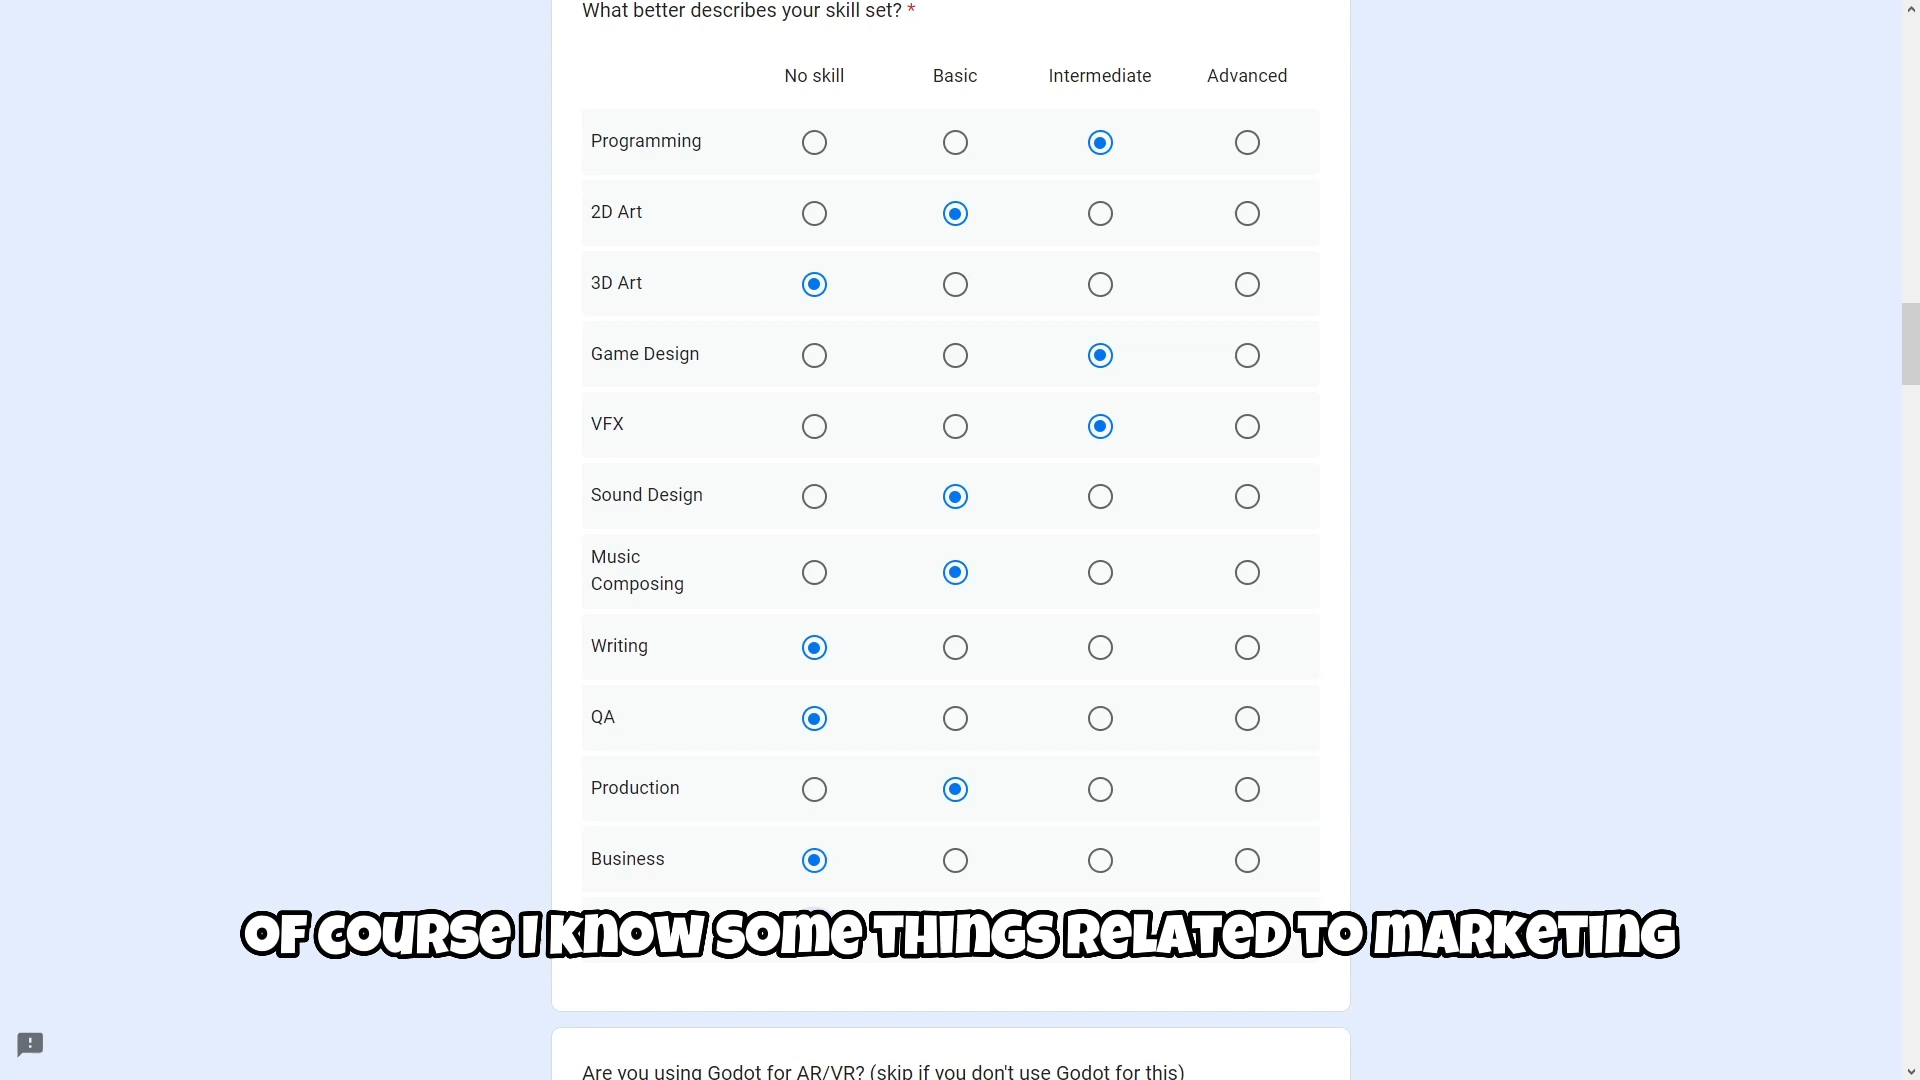 What better describes your skill set? *
No skill Basic Intermediate Advanced
Programming
2D Art
3D Art
Game Design
VFX
Sound Design
Music
Composing
Writing
QA
Production
Business
OF COURSE I KNOW SOME THINGS RELATED TO MARKETING
Are you using Godot for AR/VR? (skip if you don't use Godot for this)